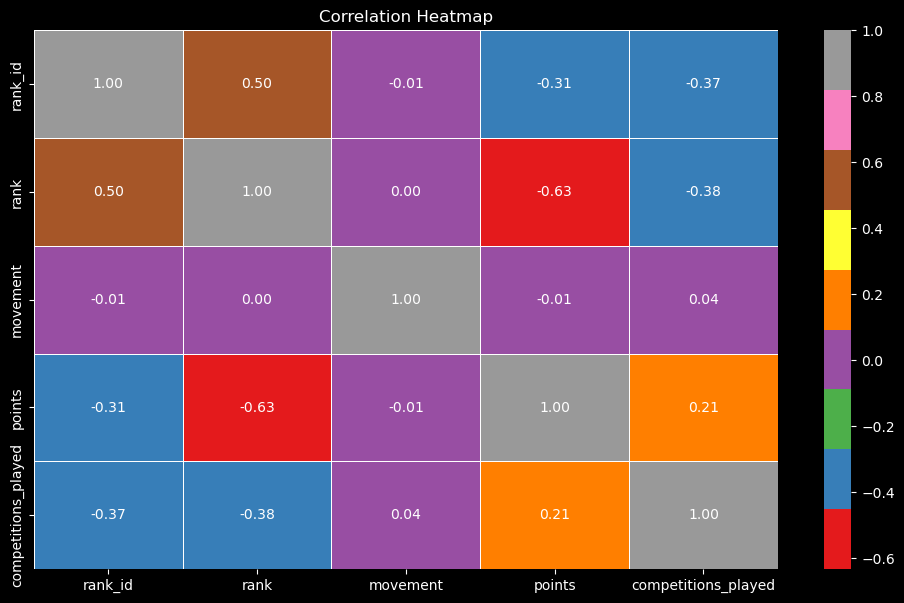 Correlation Heatmap
rank_id
1.00 0.50 -0.01 -0.31 -0.37
rank
0.50 1.00 0.00 -0.63 -0.38
movement
-0.01 0.00 1.00 -0.01 0.04
points
-0.31 -0.63 -0.01 1.00 0.21
competitions_played
-0.37 -0.38 0.04 0.21 1.00
rank_id rank movement points competitions_played
1.0
0.8
0.6
0.4
0.2
0.0
−0.2
−0.4
−0.6